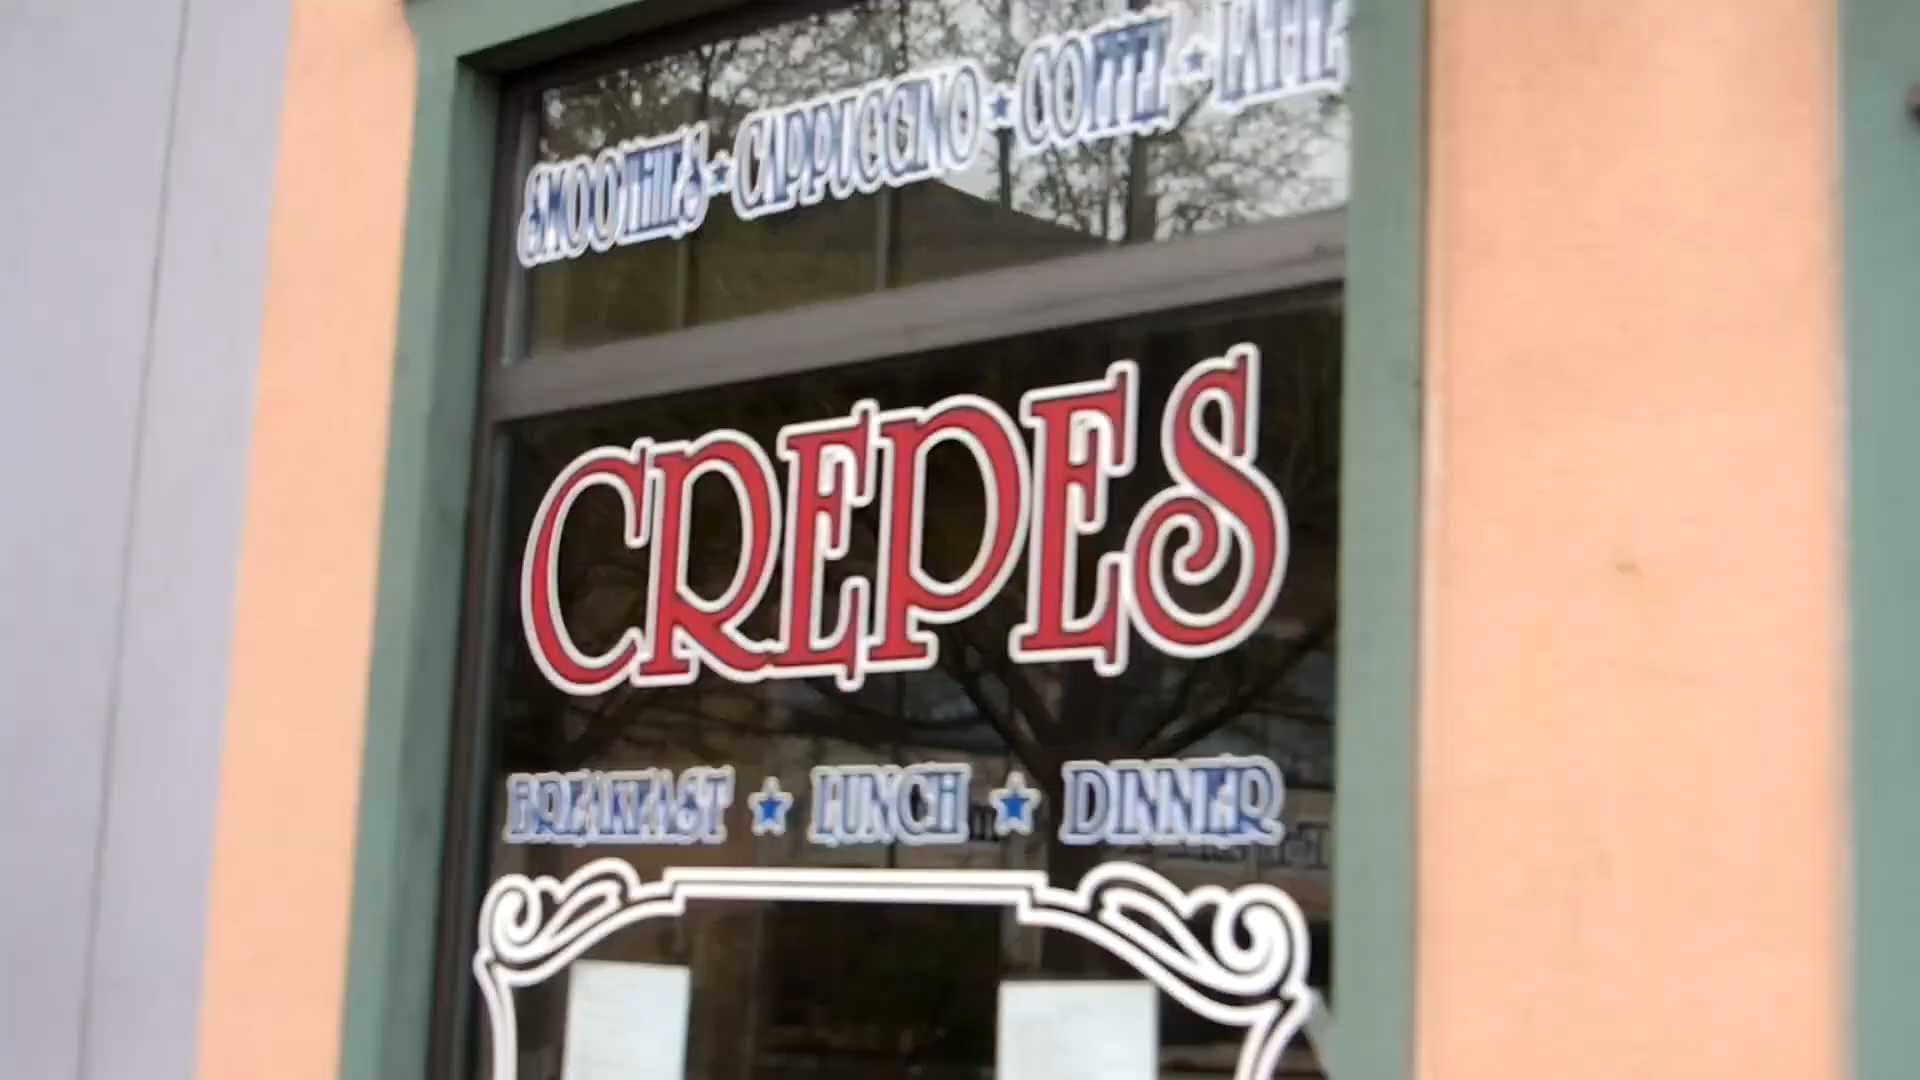 SMOOTHIES ★ CAPPUCCINO ★ COFFEE ★ LATTE
CREPES
BREAKFAST ★ LUNCH ★ DINNER